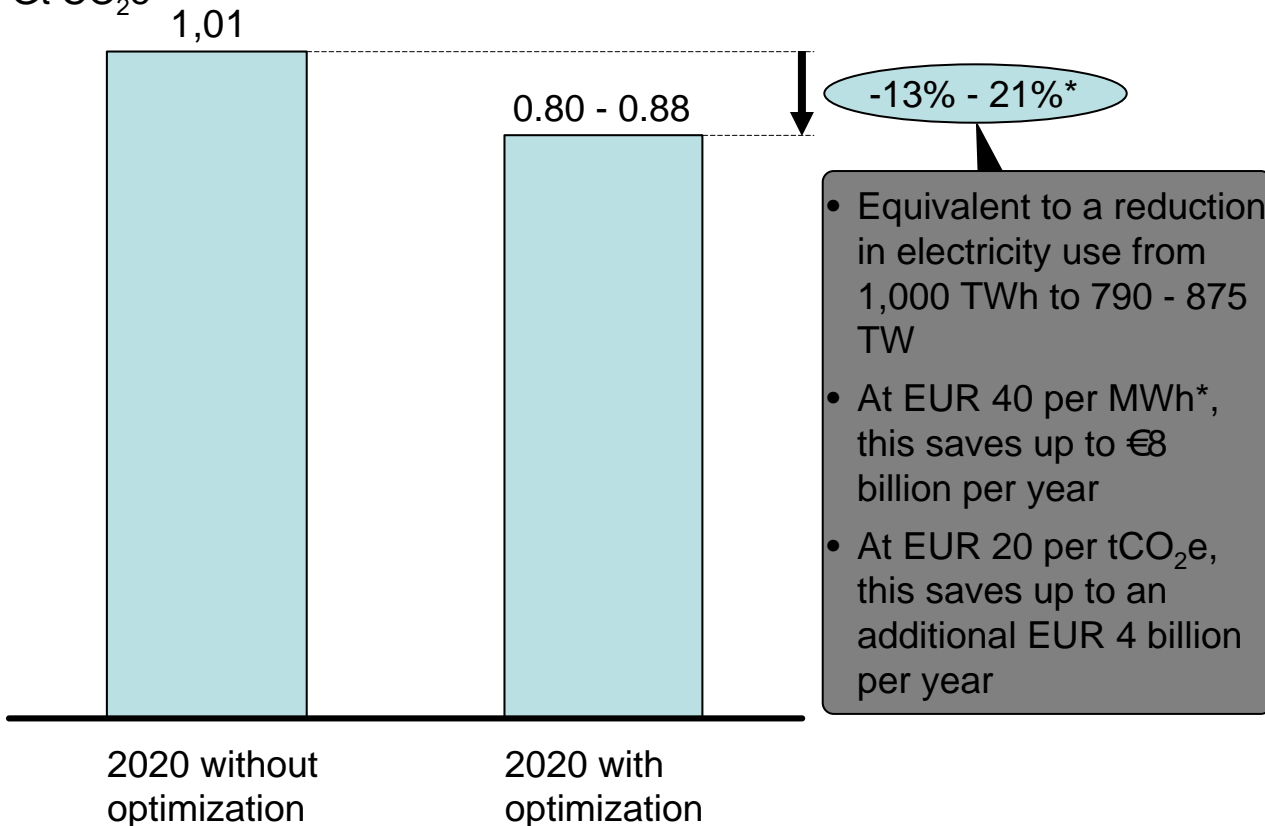 Gt CO₂e
1,01
0.80 - 0.88
-13% - 21%*
• Equivalent to a reduction
in electricity use from
1,000 TWh to 790 - 875
TW
• At EUR 40 per MWh*,
this saves up to €8
billion per year
• At EUR 20 per tCO₂e,
this saves up to an
additional EUR 4 billion
per year
2020 without
optimization
2020 with
optimization